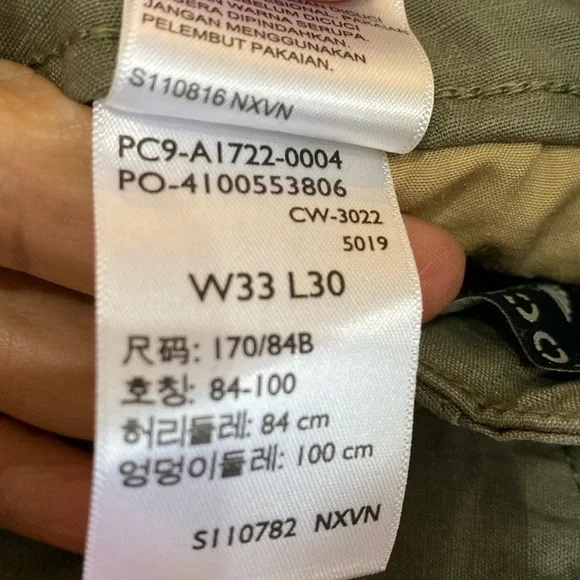 JANGAN DICUCI
JANGERA DIPINDAHKAN.
JANGAN MENGGUNAKAN
PELEMBUT PAKAIAN.
S110816 NXVN
PC9-A1722-0004
PO-4100553806
CW-3022
5019
W33 L30
尺码: 170/84B
호칭: 84-100
허리둘레: 84 cm
엉덩이둘레: 100 cm
S110782 NXVN